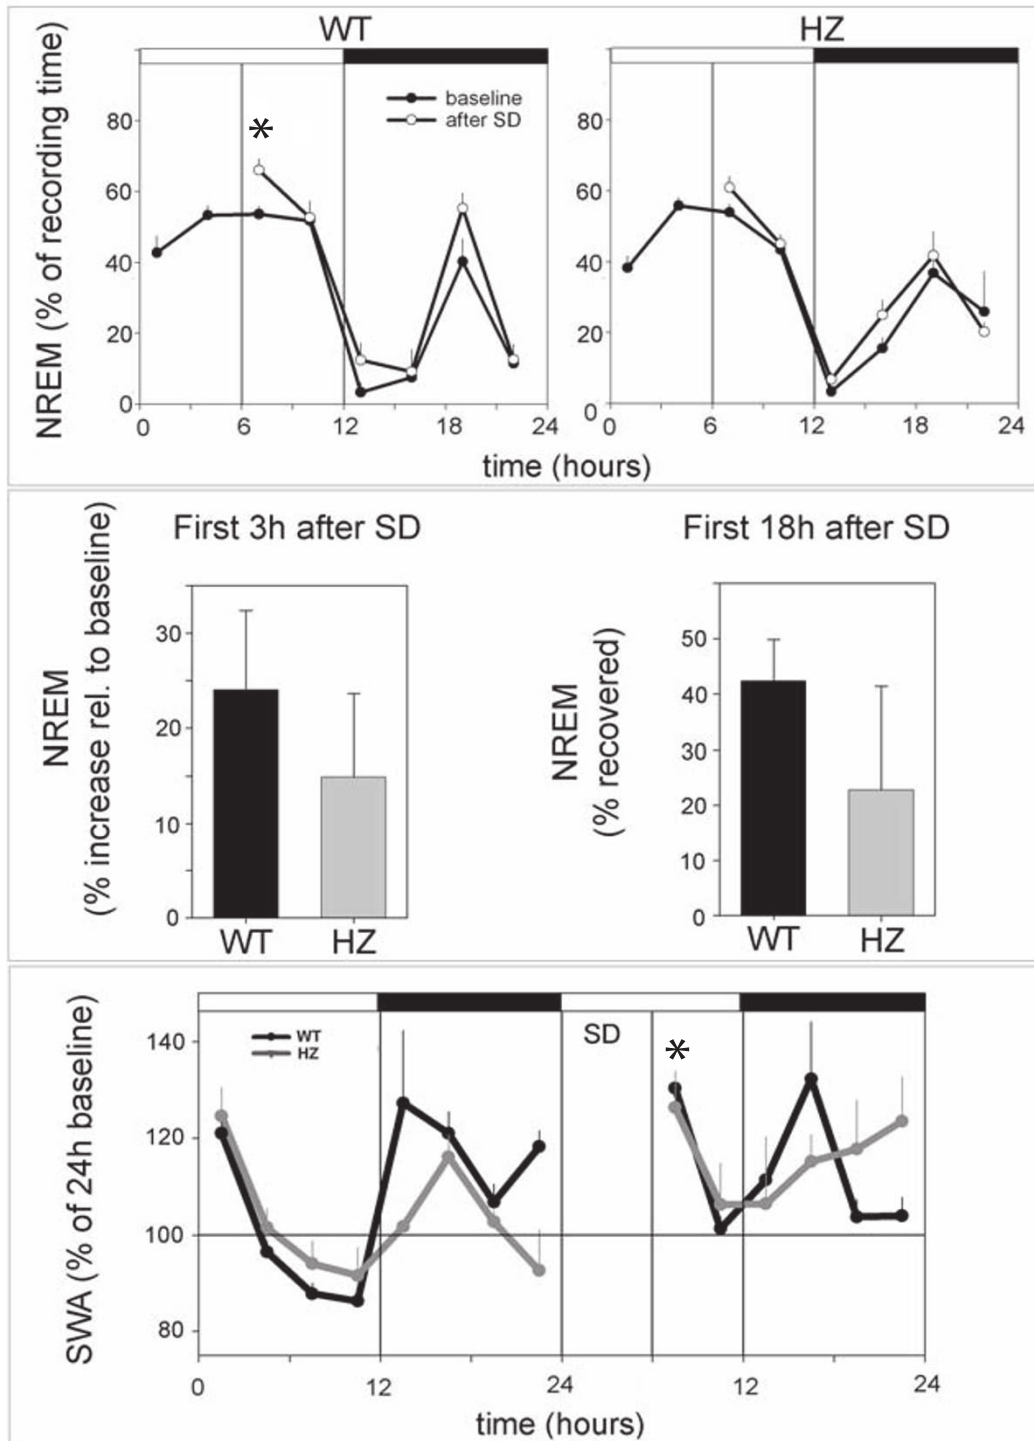 WT
HZ
NREM (% of recording time)
baseline
after SD
*
80
60
40
20
0
0
6
12
18
24
80
60
40
20
0
0
6
12
18
24
time (hours)
First 3h after SD
First 18h after SD
NREM
(% increase rel. to baseline)
30
20
10
0
WT
HZ
NREM
(% recovered)
50
40
30
20
10
0
WT
HZ
SWA (% of 24h baseline)
WT
HZ
SD
*
140
120
100
80
0
12
24
12
24
time (hours)